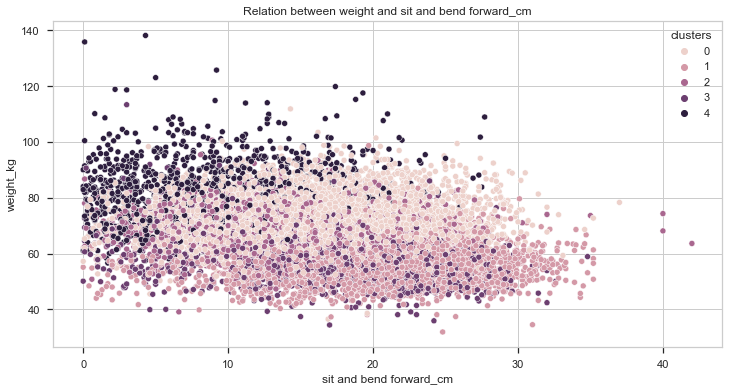 Relation between weight and sit and bend forward_cm
clusters
0
1
2
3
4
140
120
100
80
60
40
weight_kg
0 10 20 30 40
sit and bend forward_cm